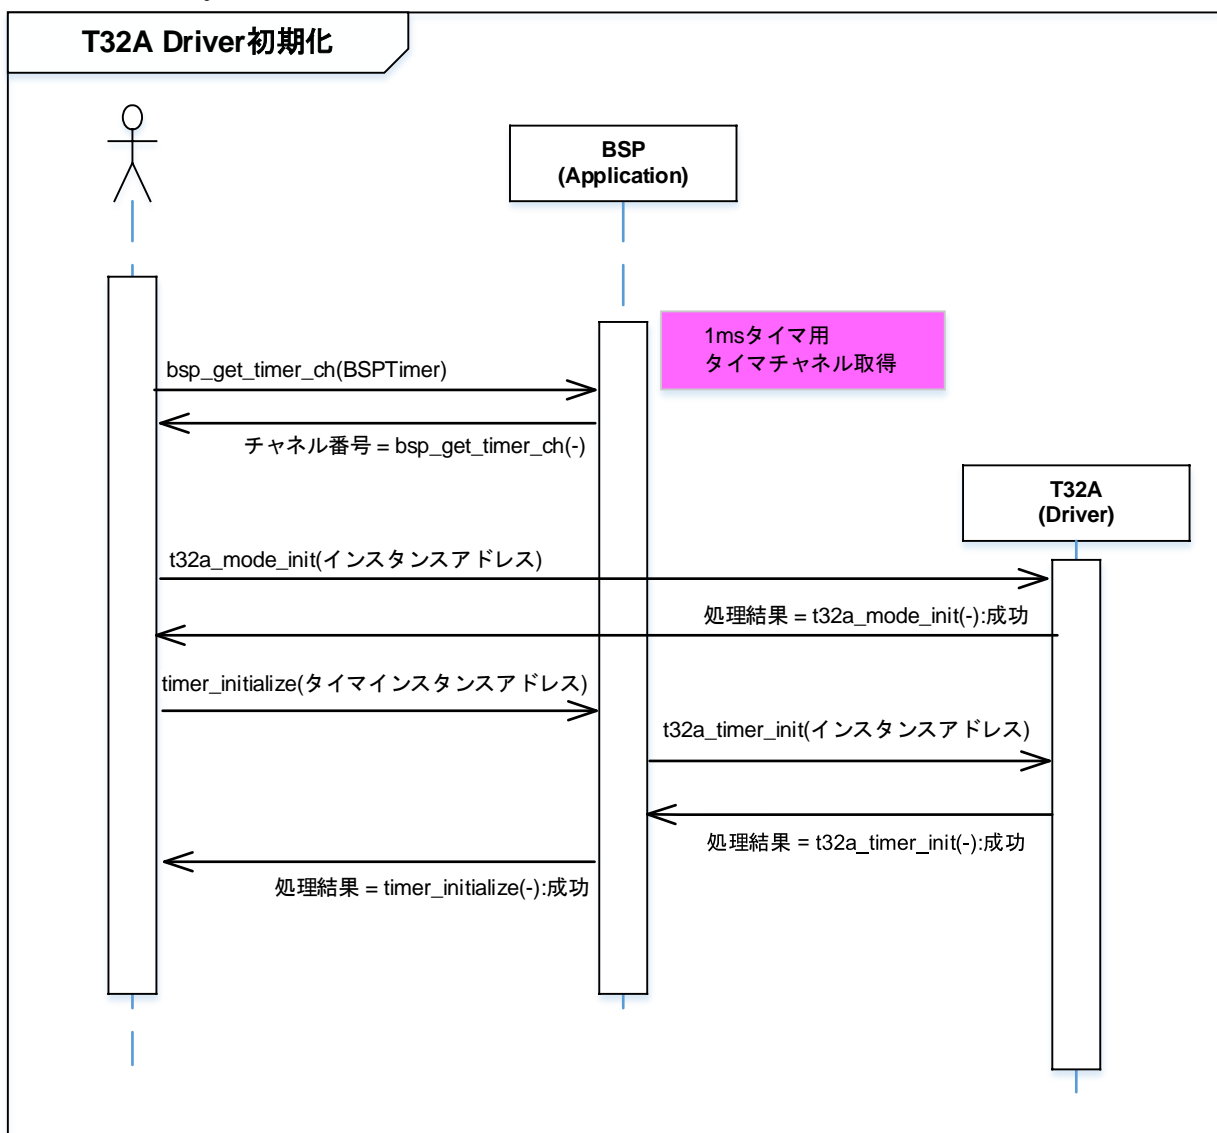 T32A Driver初期化
BSP
(Application)
1msタイマ用
タイマチャネル取得
bsp_get_timer_ch(BSPTimer)
チャネル番号 = bsp_get_timer_ch(-)
T32A
(Driver)
t32a_mode_init(インスタンスアドレス)
処理結果 = t32a_mode_init(-):成功
timer_initialize(タイマインスタンスアドレス)
t32a_timer_init(インスタンスアドレス)
処理結果 = t32a_timer_init(-):成功
処理結果 = timer_initialize(-):成功